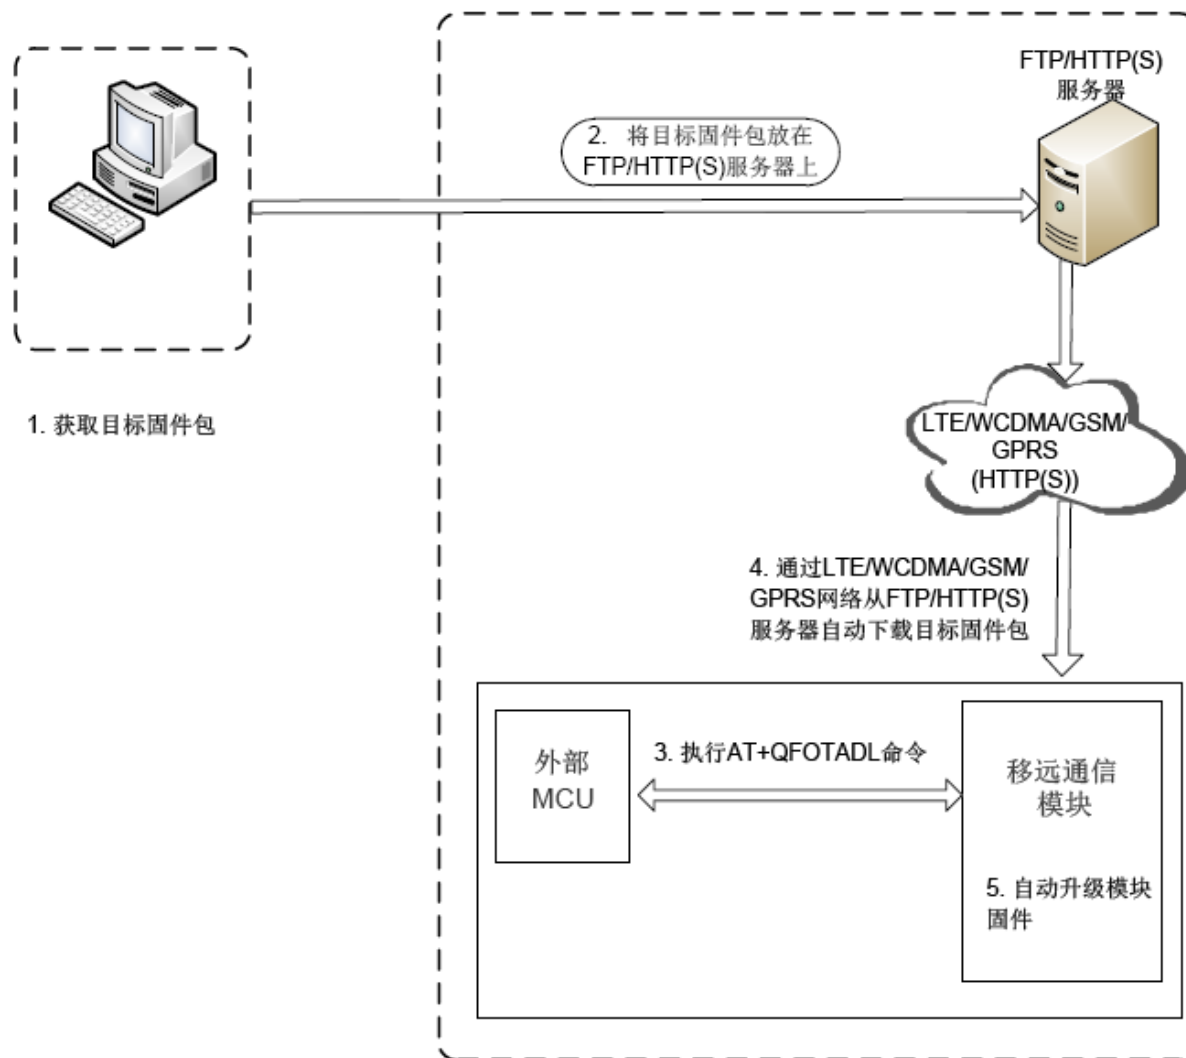 FTP/HTTP(S)
服务器
2. 将目标固件包放在
FTP/HTTP(S)服务器上
1. 获取目标固件包
LTE/WCDMA/GSM/
GPRS
(HTTP(S))
4. 通过LTE/WCDMA/GSM/
GPRS网络从FTP/HTTP(S)
服务器自动下载目标固件包
外部
MCU
3. 执行AT+QFOTADL命令
移远通信
模块
5. 自动升级模块
固件